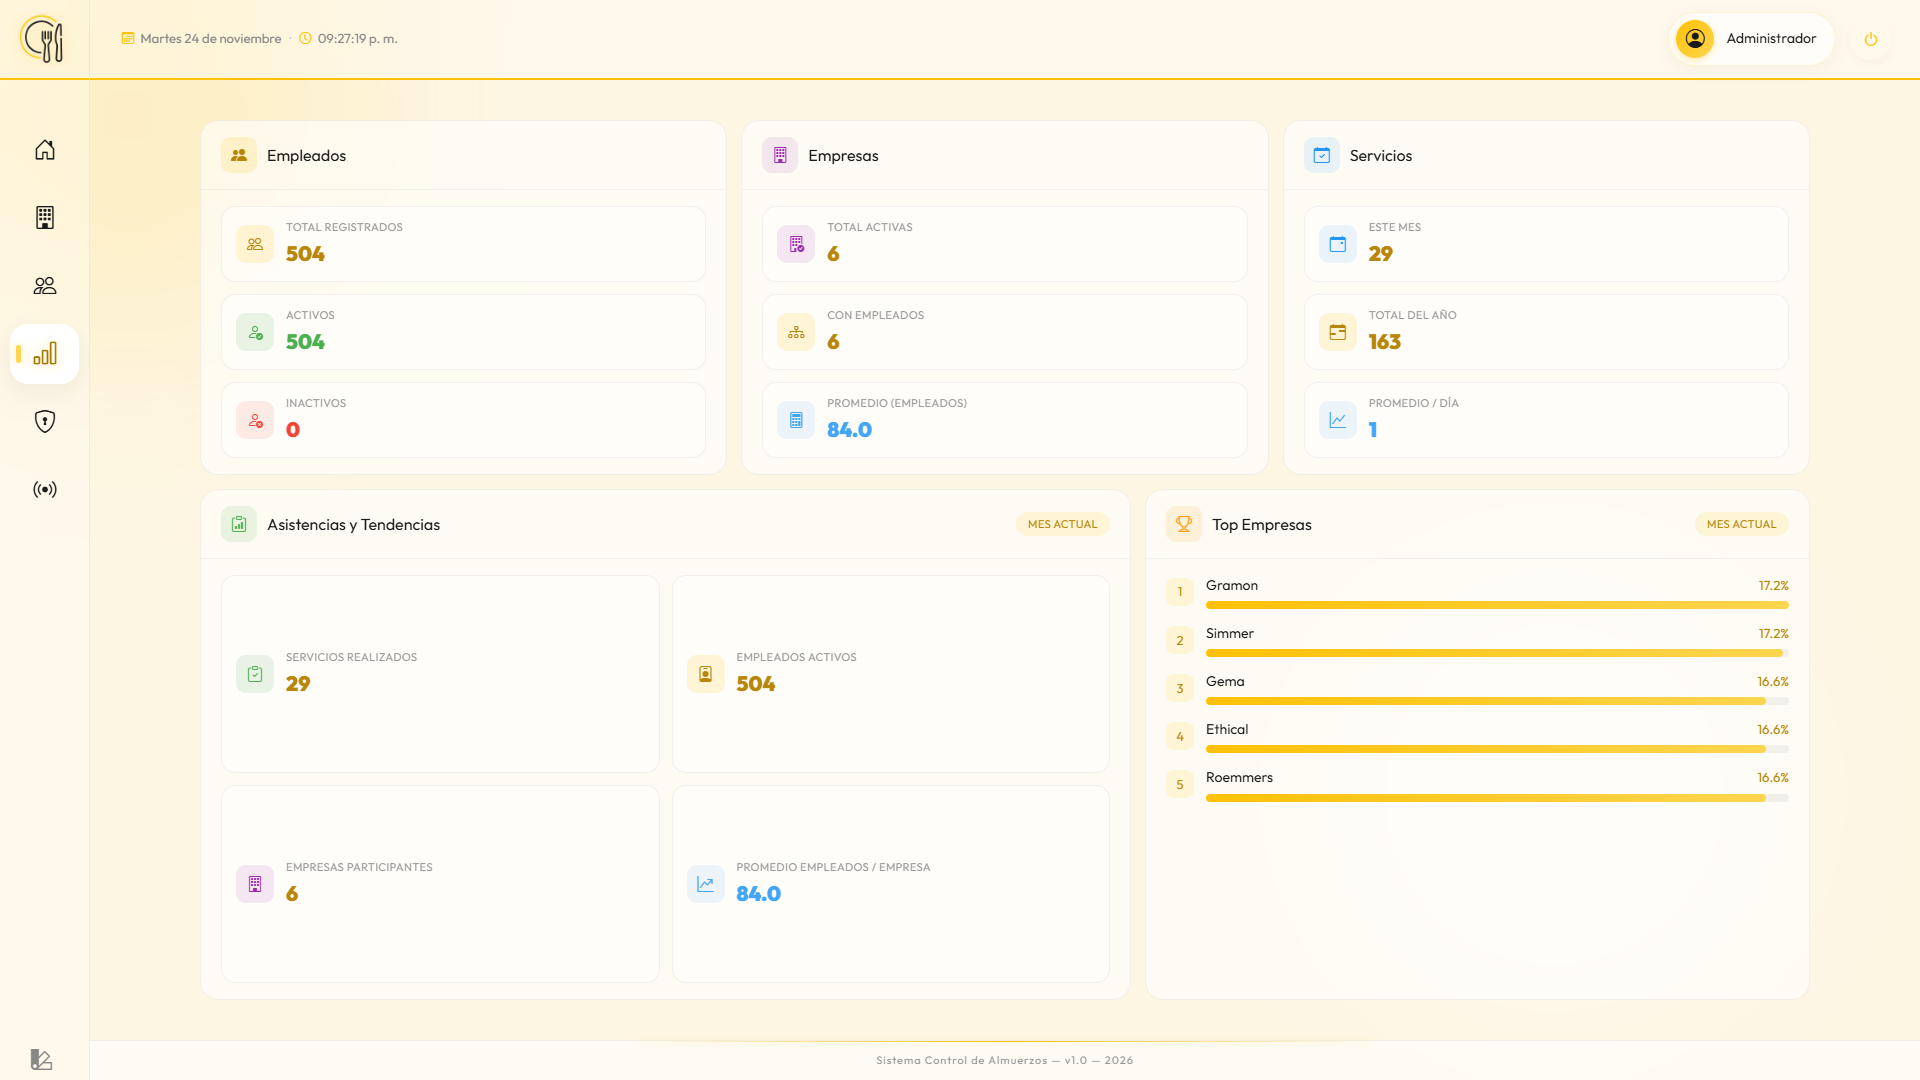 Martes 24 de noviembre · 09:27:19 p. m.
Administrador
Empleados
TOTAL REGISTRADOS
504
ACTIVOS
504
INACTIVOS
0
Empresas
TOTAL ACTIVAS
6
CON EMPLEADOS
6
PROMEDIO (EMPLEADOS)
84.0
Servicios
ESTE MES
29
TOTAL DEL AÑO
163
PROMEDIO / DÍA
1
Asistencias y Tendencias
MES ACTUAL
SERVICIOS REALIZADOS
29
EMPLEADOS ACTIVOS
504
EMPRESAS PARTICIPANTES
6
PROMEDIO EMPLEADOS / EMPRESA
84.0
Top Empresas
MES ACTUAL
1 Gramon 17.2%
2 Simmer 17.2%
3 Gema 16.6%
4 Ethical 16.6%
5 Roemmers 16.6%
Sistema Control de Almuerzos — v1.0 — 2026